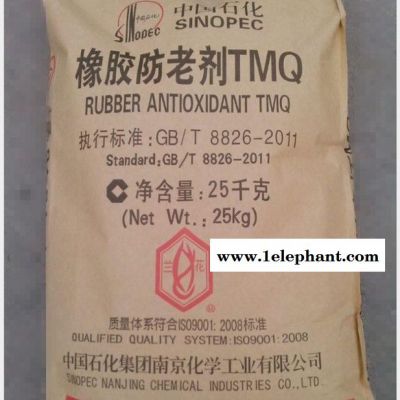 中国石化
SINOPEC
SINOPEC
橡胶防老剂TMQ
RUBBER ANTIOXIDANT TMQ
执行标准:GB/T 8826-2011
Standard:GB/T 8826-2011
净含量:25千克
(Net Wt.:25kg)
兰花
www.1elephant.com
质量体系符合ISO9001:2008标准
QUALIFIED QUALITY SYSTEM:ISO9001:2008
中国石化集团南京化学工业有限公司
SINOPEC NANJING CHEMICAL INDUSTRIES CO.,LTD.